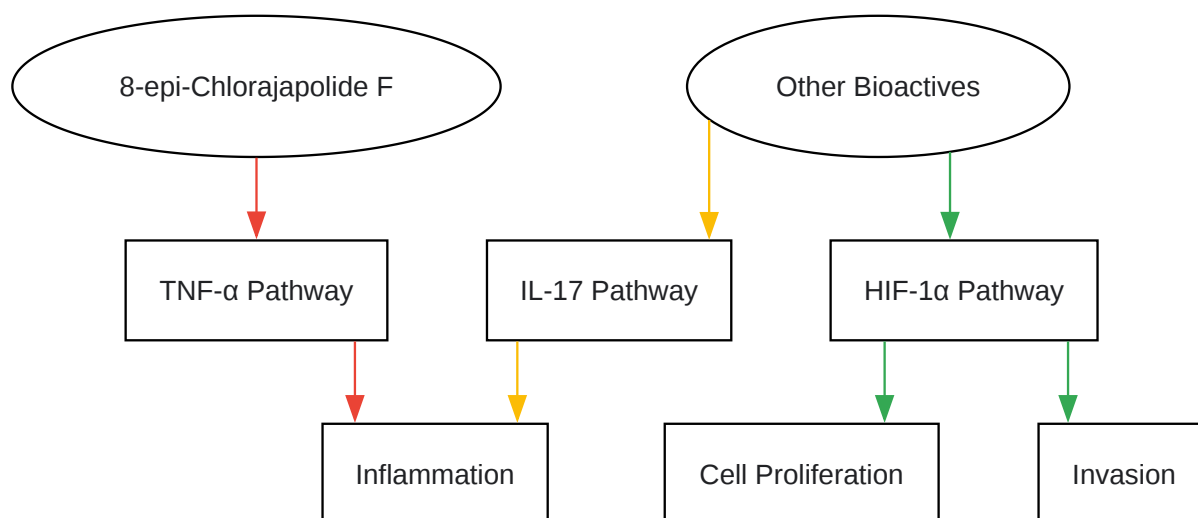 8-epi-Chlorajapolide F
Other Bioactives
TNF-α Pathway
IL-17 Pathway
HIF-1α Pathway
Inflammation
Cell Proliferation
Invasion